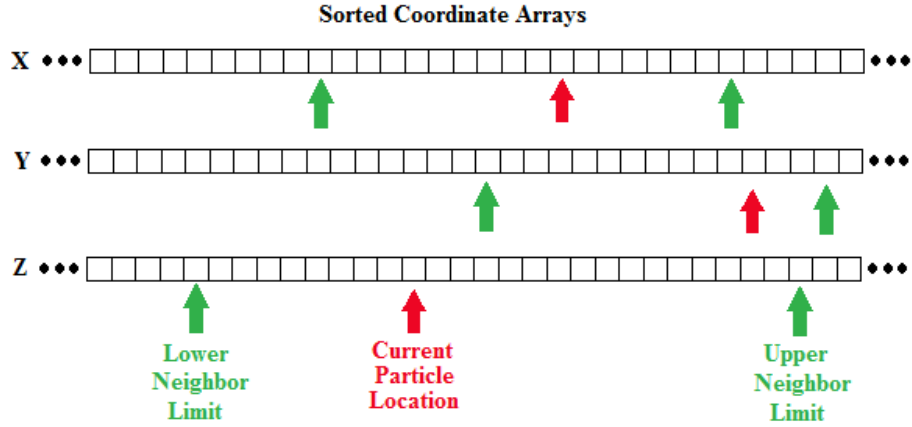 Sorted Coordinate Arrays
X
Y
Z
Lower
Neighbor
Limit
Current
Particle
Location
Upper
Neighbor
Limit